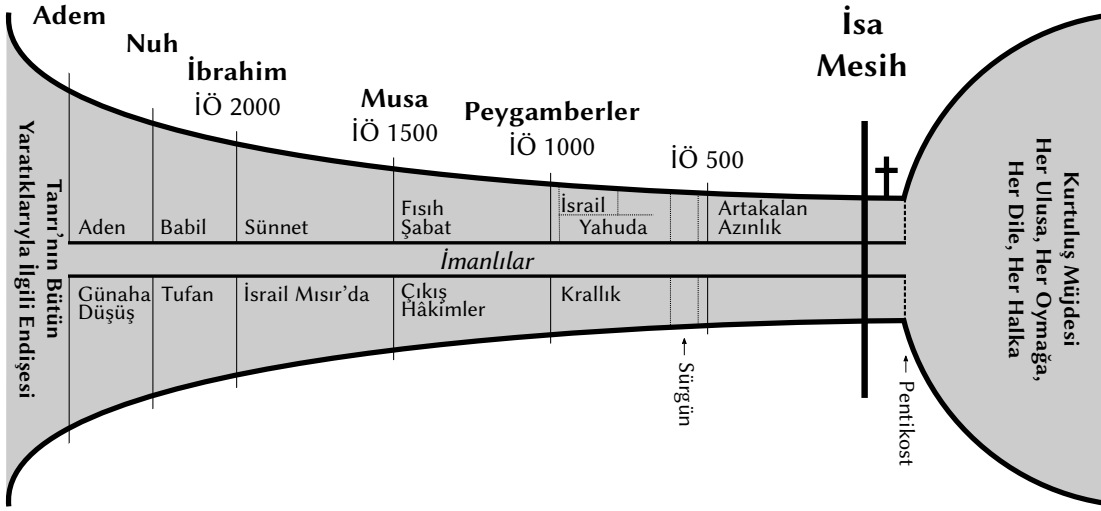 Adem
Nuh
İbrahim
İÖ 2000
Musa
İÖ 1500
Peygamberler
İÖ 1000
İÖ 500
İsa
Mesih
Tanrı’nın Bütün
Yaratıklarıyla İlgili Endişesi
Aden
Babil
Sünnet
Fısıh
Şabat
İsrail
Yahuda
Artakalan
Azınlık
İmanlılar
Günaha
Düşüş
Tufan
İsrail Mısır’da
Çıkış
Hâkimler
Krallık
← Sürgün
← Pentikost
Kurtuluş Müjdesi
Her Ulusa, Her Oymağa,
Her Dile, Her Halka